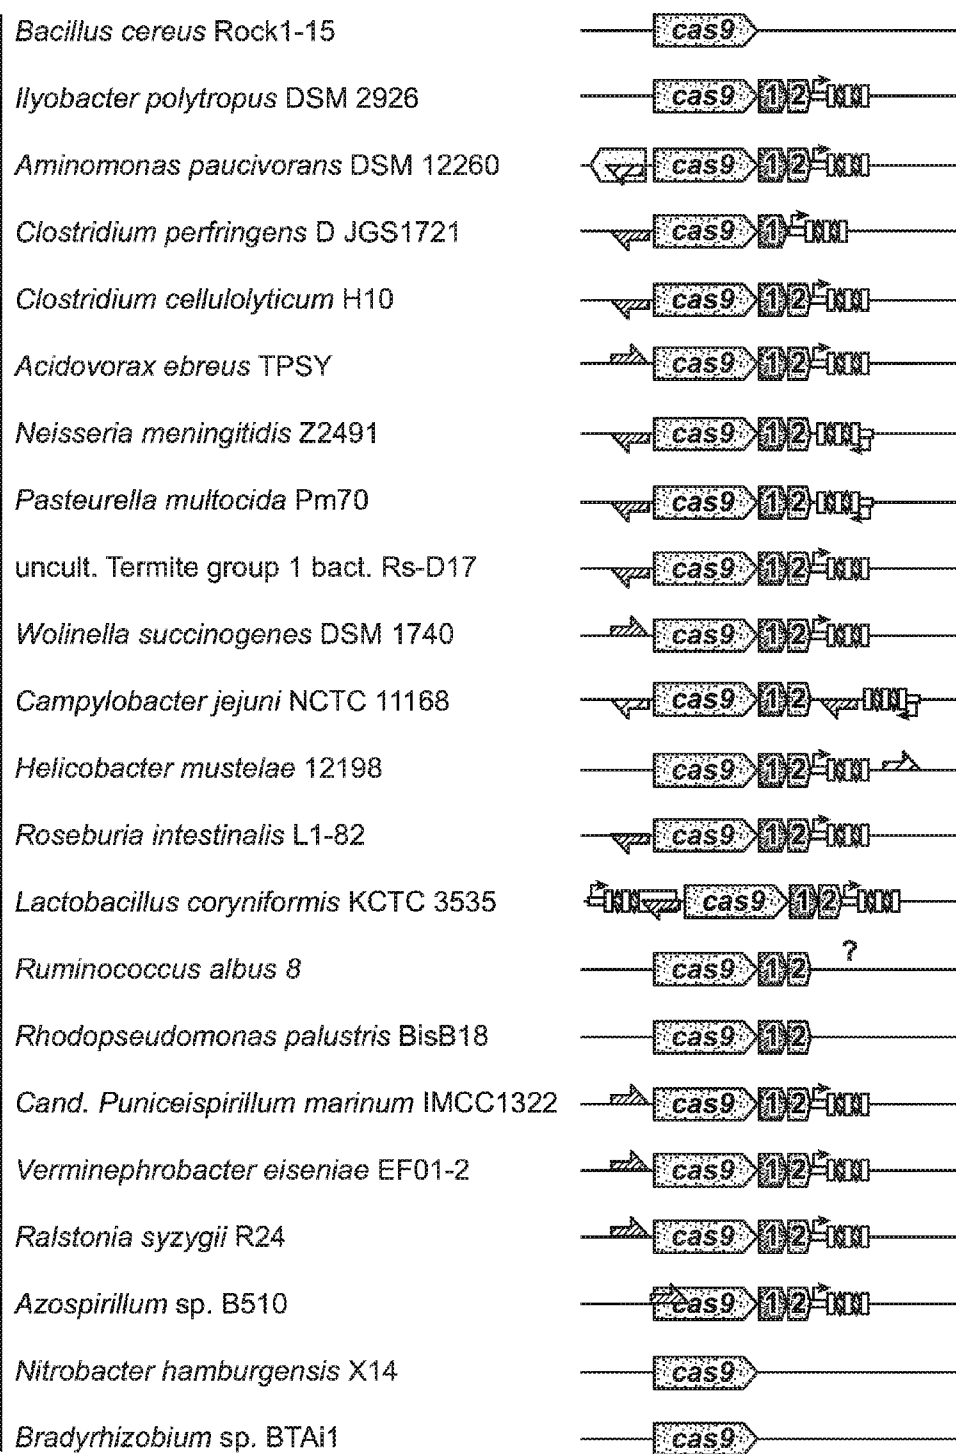 Bacillus cereus Rock1-15 cas9
Ilyobacter polytropus DSM 2926 cas9 1 2
Aminomonas paucivorans DSM 12260 cas9 1 2
Clostridium perfringens D JGS1721 cas9 1
Clostridium cellulolyticum H10 cas9 1 2
Acidovorax ebreus TPSY cas9 1 2
Neisseria meningitidis Z2491 cas9 1 2
Pasteurella multocida Pm70 cas9 1 2
uncult. Termite group 1 bact. Rs-D17 cas9 1 2
Wolinella succinogenes DSM 1740 cas9 1 2
Campylobacter jejuni NCTC 11168 cas9 1 2
Helicobacter mustelae 12198 cas9 1 2
Roseburia intestinalis L1-82 cas9 1 2
Lactobacillus coryniformis KCTC 3535 cas9 1 2
Ruminococcus albus 8 cas9 1 2 ?
Rhodopseudomonas palustris BisB18 cas9 1 2
Cand. Puniceispirillum marinum IMCC1322 cas9 1 2
Verminephrobacter eiseniae EF01-2 cas9 1 2
Ralstonia syzygii R24 cas9 1 2
Azospirillum sp. B510 cas9 1 2
Nitrobacter hamburgensis X14 cas9
Bradyrhizobium sp. BTAi1 cas9